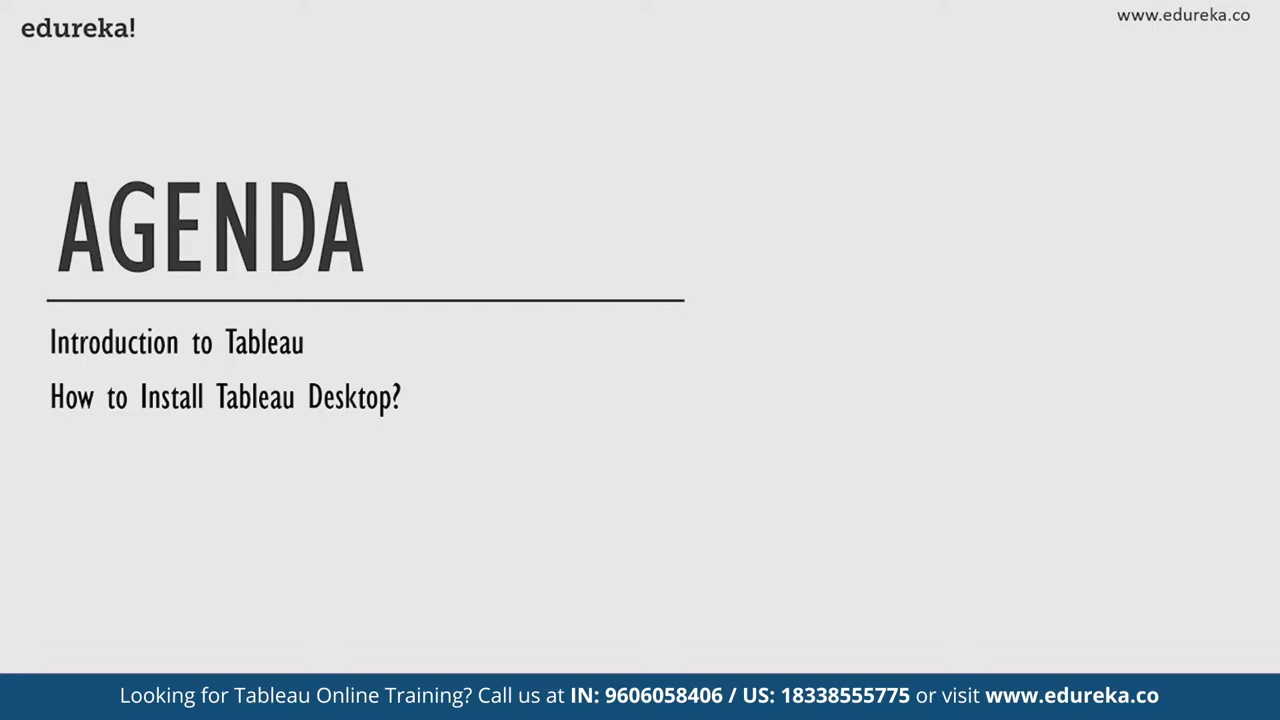 edureka!
www.edureka.co
AGENDA
Introduction to Tableau
How to Install Tableau Desktop?
Looking for Tableau Online Training? Call us at IN: 9606058406 / US: 18338555775 or visit www.edureka.co